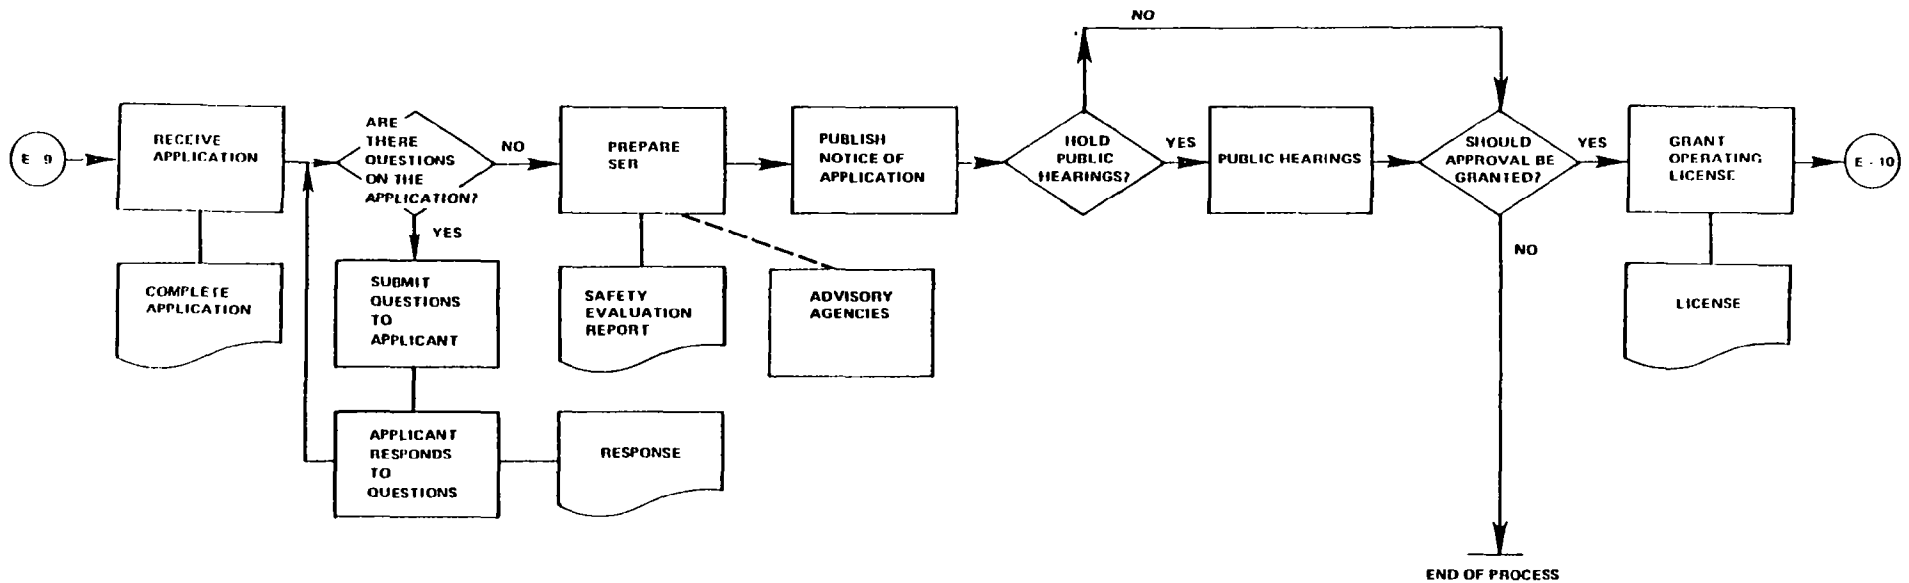 NO
E - 9
RECEIVE
APPLICATION
ARE
THERE
QUESTIONS
ON THE
APPLICATION?
NO
PREPARE
SER
PUBLISH
NOTICE OF
APPLICATION
HOLD
PUBLIC
HEARINGS?
YES
PUBLIC HEARINGS
SHOULD
APPROVAL BE
GRANTED?
YES
GRANT
OPERATING
LICENSE
E - 10
YES
NO
COMPLETE
APPLICATION
SUBMIT
QUESTIONS
TO
APPLICANT
SAFETY
EVALUATION
REPORT
ADVISORY
AGENCIES
LICENSE
APPLICANT
RESPONDS
TO
QUESTIONS
RESPONSE
END OF PROCESS